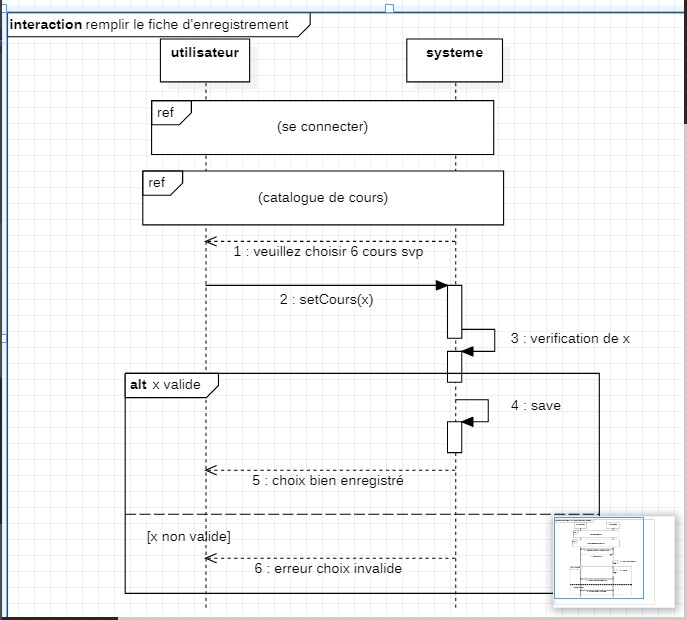 interaction remplir le fiche d'enregistrement
utilisateur
systeme
ref
(se connecter)
ref
(catalogue de cours)
1 : veuillez choisir 6 cours svp
2 : setCours(x)
3 : verification de x
alt x valide
4 : save
5 : choix bien enregistré
[x non valide]
6 : erreur choix invalide